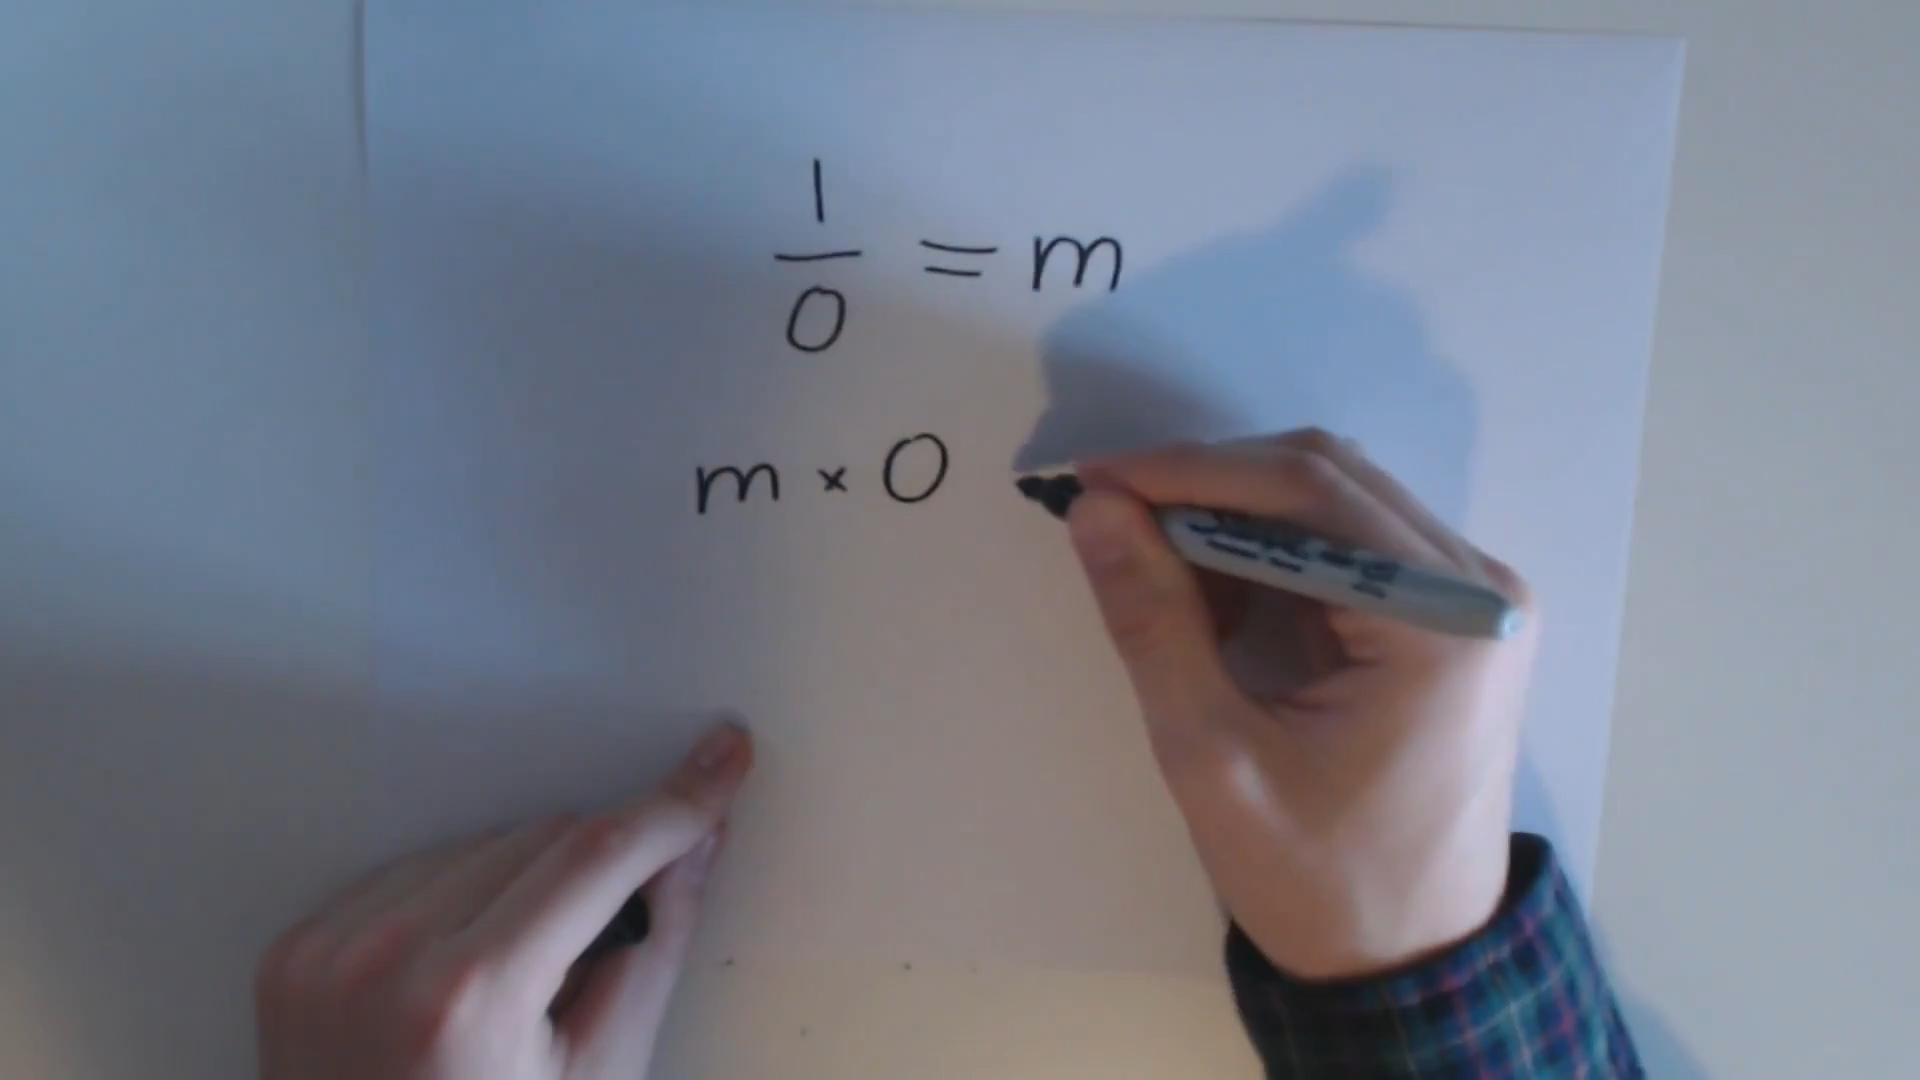 1
— = m
0
m × 0